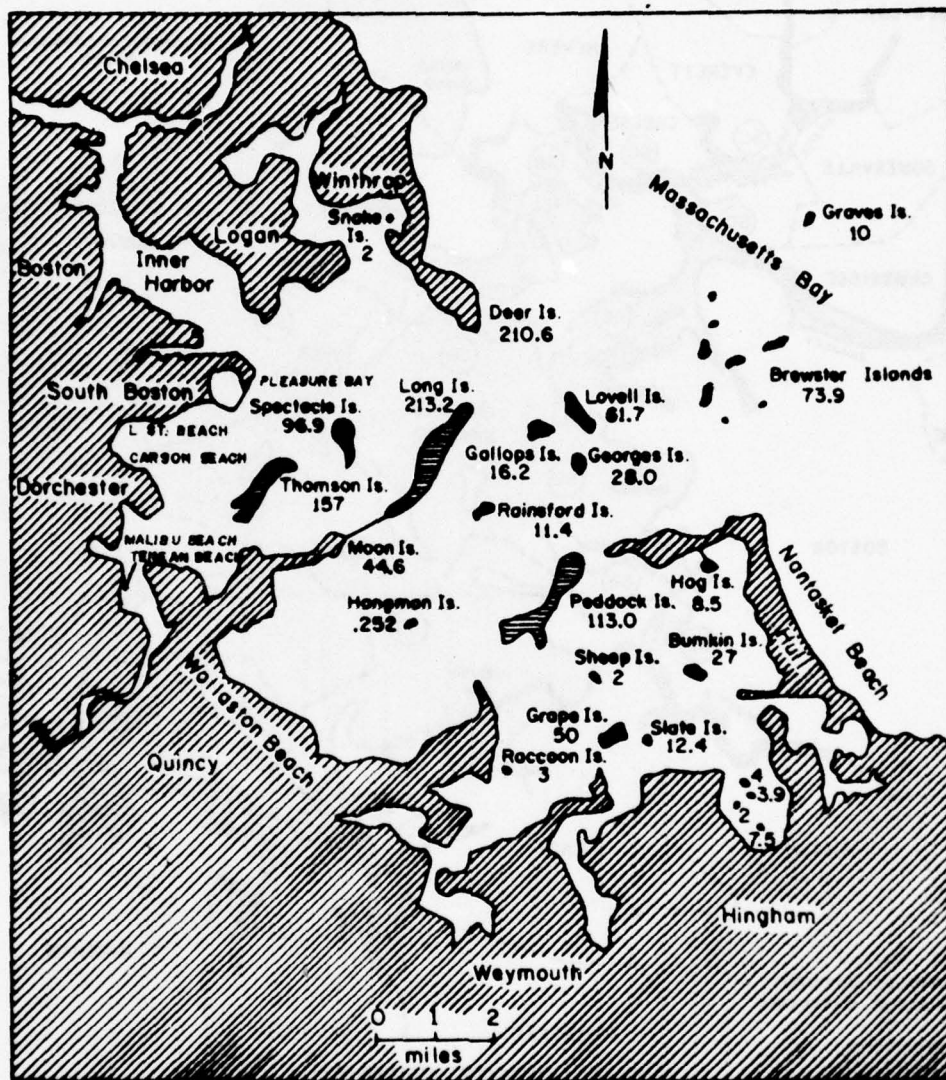 Chelsea
N
Winthrop
Snake
Is.
2
Massachusetts Bay
Graves Is.
10
Logan
Boston
Inner
Harbor
Deer Is.
210.6
South Boston
PLEASURE BAY
Long Is.
213.2
Lovell Is.
61.7
Brewster Islands
73.9
Spectacle Is.
96.9
L ST. BEACH
CARSON BEACH
Gallops Is.
16.2
Georges Is.
28.0
Dorchester
Thomson Is.
157
Rainsford Is.
11.4
MALIBU BEACH
TENEAN BEACH
Moon Is.
44.6
Hog Is.
8.5
Nantasket Beach
Hangman Is.
.252
Peddock Is.
113.0
Hull
Bumkin Is.
27
Sheep Is.
2
Wollaston Beach
Grape Is.
50
Slate Is.
12.4
Quincy
Raccoon Is.
3
4
3.9
2
7.5
Hingham
Weymouth
0 1 2
miles